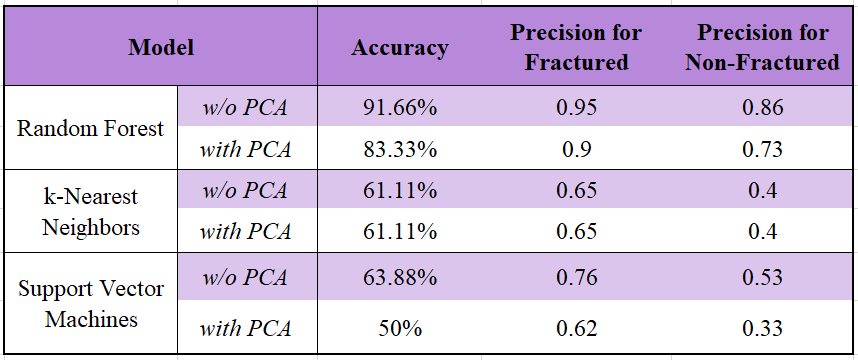 Model Accuracy Precision for Fractured Precision for Non-Fractured
Random Forest w/o PCA 91.66% 0.95 0.86
with PCA 83.33% 0.9 0.73
k-Nearest Neighbors w/o PCA 61.11% 0.65 0.4
with PCA 61.11% 0.65 0.4
Support Vector Machines w/o PCA 63.88% 0.76 0.53
with PCA 50% 0.62 0.33